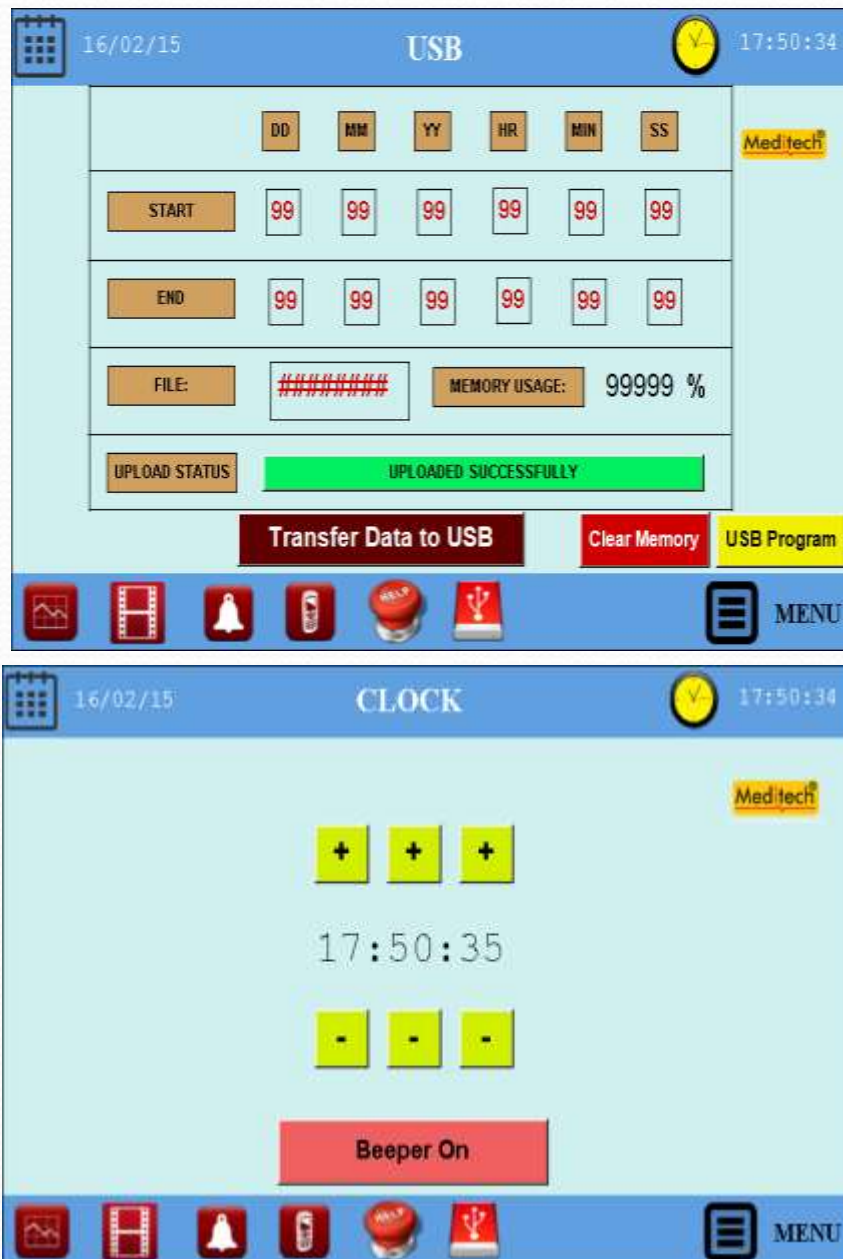 16/02/15 USB 17:50:34
DD MM YY HR MIN SS
Meditech®
START 99 99 99 99 99 99
END 99 99 99 99 99 99
FILE: ######## MEMORY USAGE: 99999 %
UPLOAD STATUS UPLOADED SUCCESSFULLY
Transfer Data to USB Clear Memory USB Program
HELP MENU
16/02/15 CLOCK 17:50:34
Meditech®
+ + +
17:50:35
- - -
Beeper On
HELP MENU